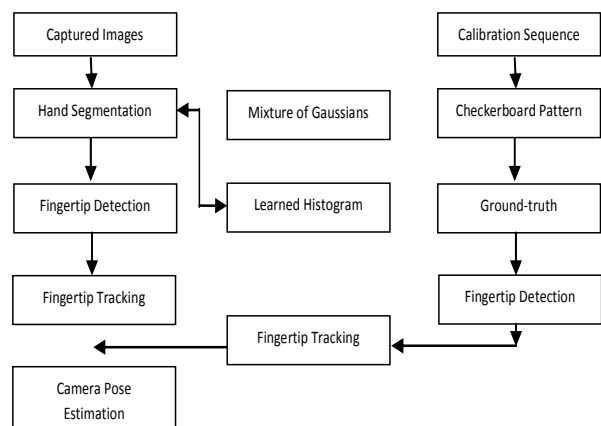 Captured Images
Calibration Sequence
Hand Segmentation
Mixture of Gaussians
Checkerboard Pattern
Fingertip Detection
Learned Histogram
Ground-truth
Fingertip Tracking
Fingertip Detection
Fingertip Tracking
Camera Pose
Estimation